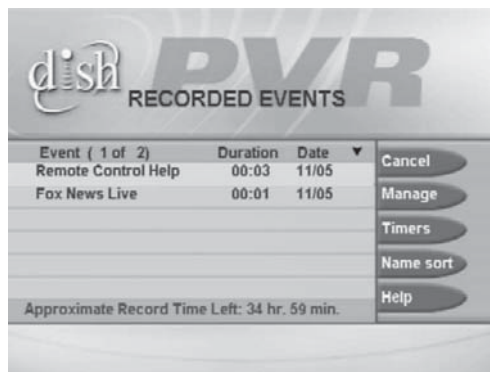 dish PVR
RECORDED EVENTS
Event ( 1 of 2) Duration Date ▼
Remote Control Help 00:03 11/05
Fox News Live 00:01 11/05
Cancel
Manage
Timers
Name sort
Help
Approximate Record Time Left: 34 hr. 59 min.